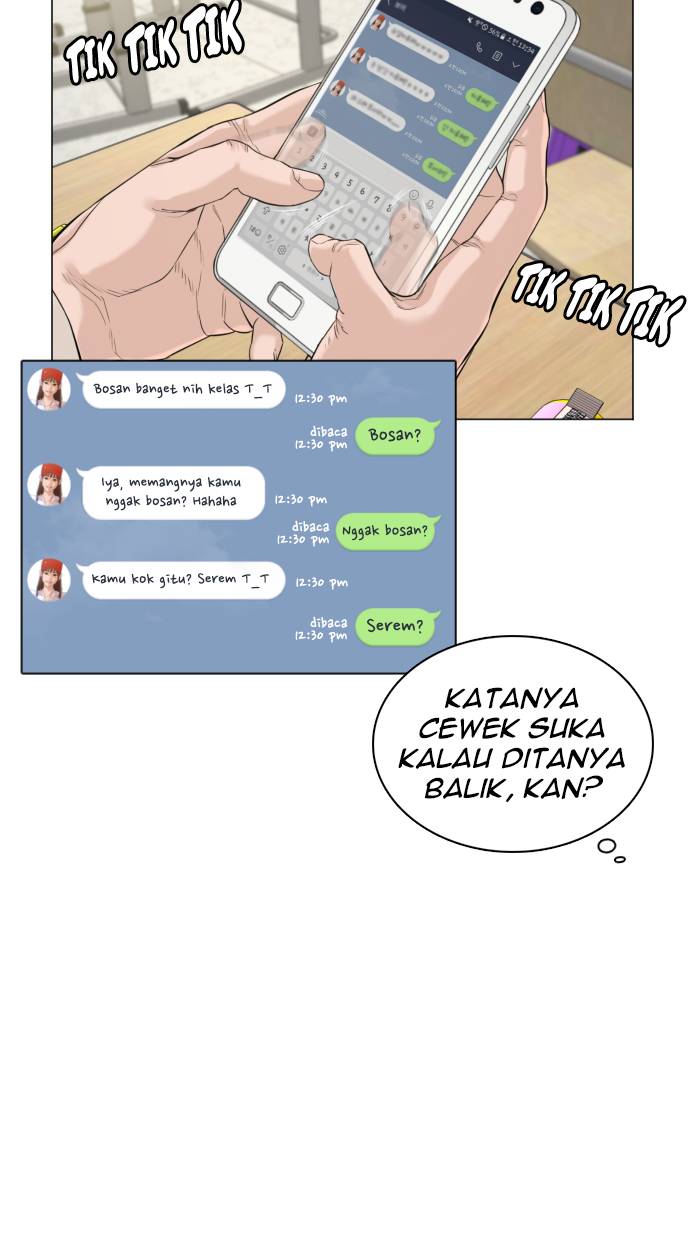 TIK TIK TIK
12:34
TIK TIK TIK
Bosan banget nih kelas T_T
12:30 pm
dibaca
12:30 pm
Bosan?
Iya, memangnya kamu
nggak bosan? Hahaha
12:30 pm
dibaca
12:30 pm
Nggak bosan?
Kamu kok gitu? Serem T_T
12:30 pm
dibaca
12:30 pm
Serem?
KATANYA
CEWEK SUKA
KALAU DITANYA
BALIK, KAN?